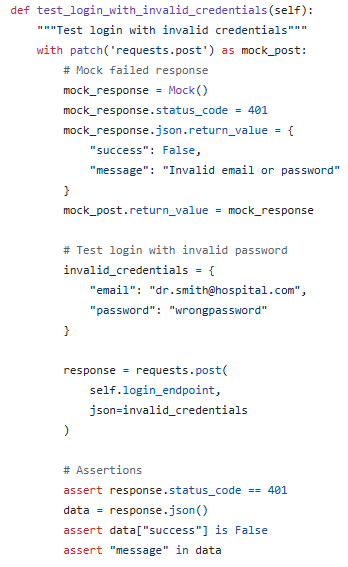 def test_login_with_invalid_credentials(self):
    """Test login with invalid credentials"""
    with patch('requests.post') as mock_post:
        # Mock failed response
        mock_response = Mock()
        mock_response.status_code = 401
        mock_response.json.return_value = {
            "success": False,
            "message": "Invalid email or password"
        }
        mock_post.return_value = mock_response

        # Test login with invalid password
        invalid_credentials = {
            "email": "dr.smith@hospital.com",
            "password": "wrongpassword"
        }

        response = requests.post(
            self.login_endpoint,
            json=invalid_credentials
        )

        # Assertions
        assert response.status_code == 401
        data = response.json()
        assert data["success"] is False
        assert "message" in data